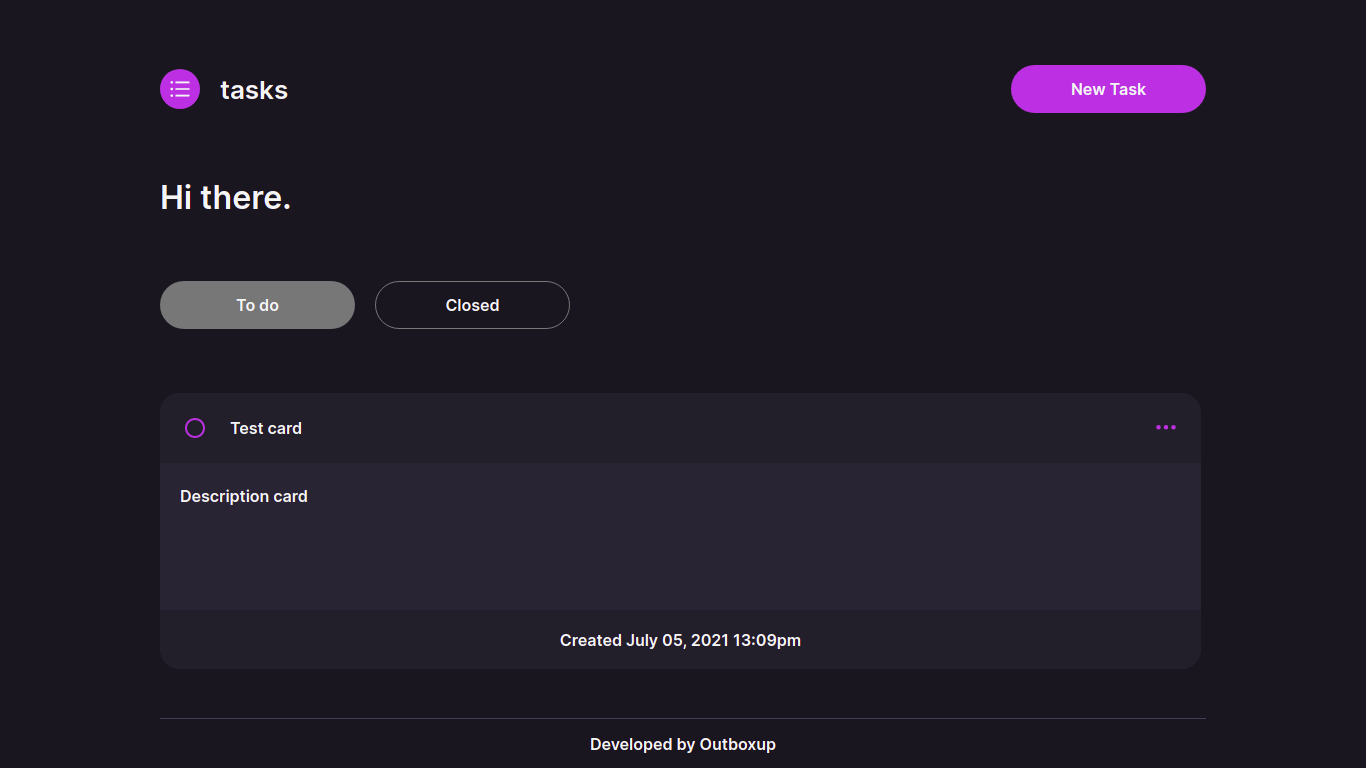 tasks
New Task
Hi there.
To do
Closed
Test card
Description card
Created July 05, 2021 13:09pm
Developed by Outboxup